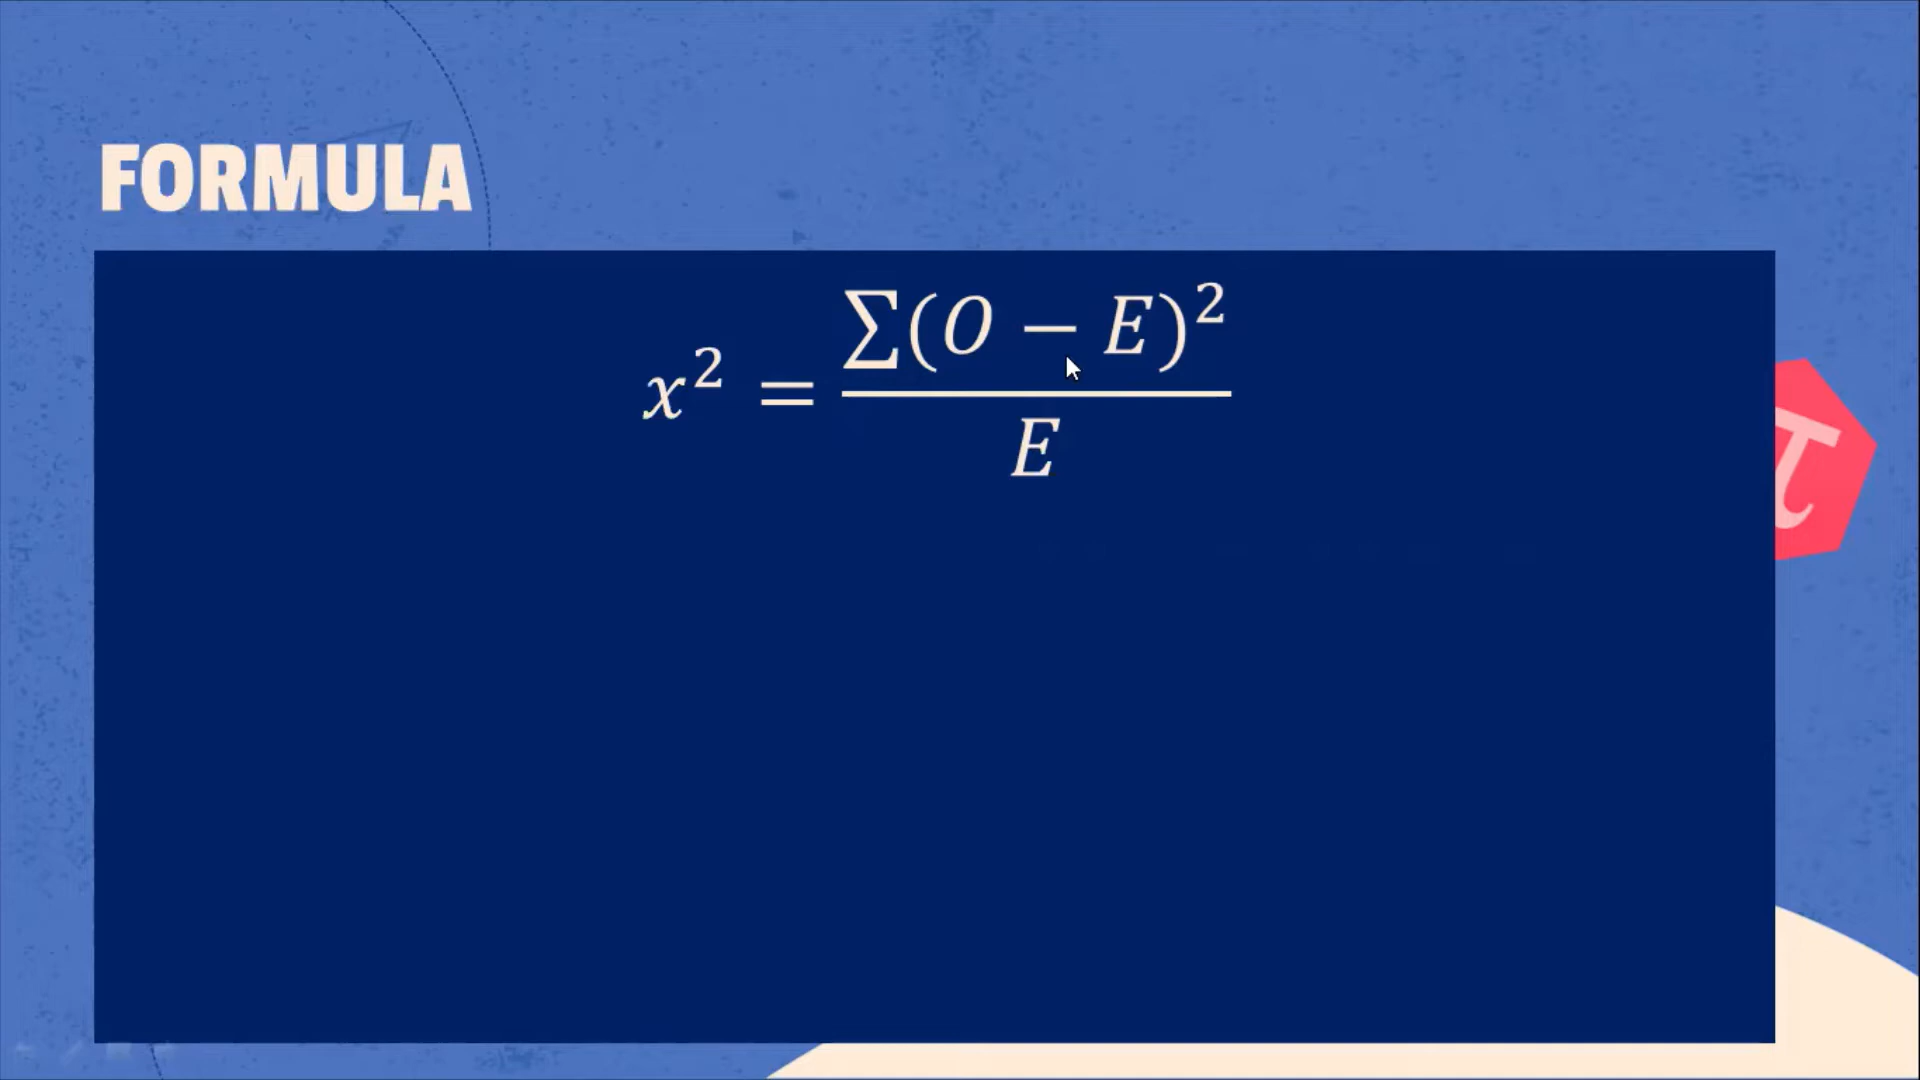 FORMULA
x² = ∑(O − E)² / E
π